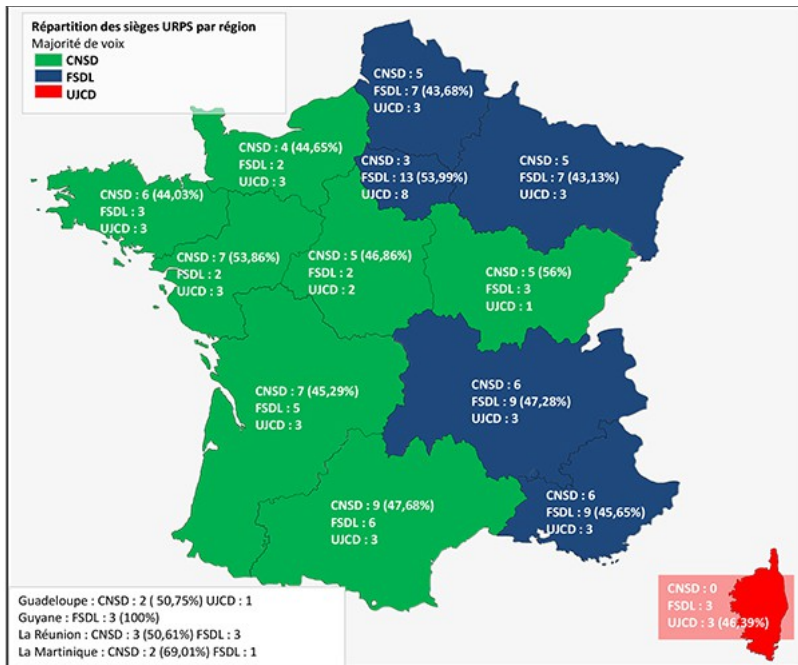 Répartition des sièges URPS par région
Majorité de voix
CNSD
FSDL
UJCD
CNSD : 5
FSDL : 7 (43,68%)
UJCD : 3
CNSD : 4 (44,65%)
FSDL : 2
UJCD : 3
CNSD : 3
FSDL : 13 (53,99%)
UJCD : 8
CNSD : 5
FSDL : 7 (43,13%)
UJCD : 3
CNSD : 6 (44,03%)
FSDL : 3
UJCD : 3
CNSD : 7 (53,86%)
FSDL : 2
UJCD : 3
CNSD : 5 (46,86%)
FSDL : 2
UJCD : 2
CNSD : 5 (56%)
FSDL : 3
UJCD : 1
CNSD : 7 (45,29%)
FSDL : 5
UJCD : 3
CNSD : 6
FSDL : 9 (47,28%)
UJCD : 3
CNSD : 9 (47,68%)
FSDL : 6
UJCD : 3
CNSD : 6
FSDL : 9 (45,65%)
UJCD : 3
CNSD : 0
FSDL : 3
UJCD : 3 (46,39%)
Guadeloupe : CNSD : 2 ( 50,75%) UJCD : 1
Guyane : FSDL : 3 (100%)
La Réunion : CNSD : 3 (50,61%) FSDL : 3
La Martinique : CNSD : 2 (69,01%) FSDL : 1